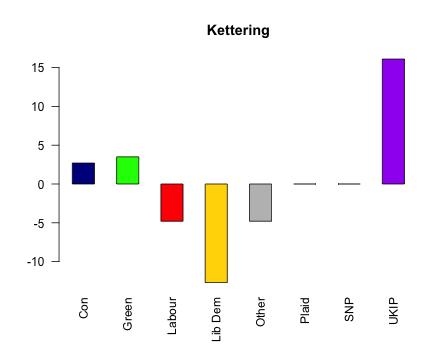 Kettering
15
10
5
0
-5
-10
Con
Green
Labour
Lib Dem
Other
Plaid
SNP
UKIP